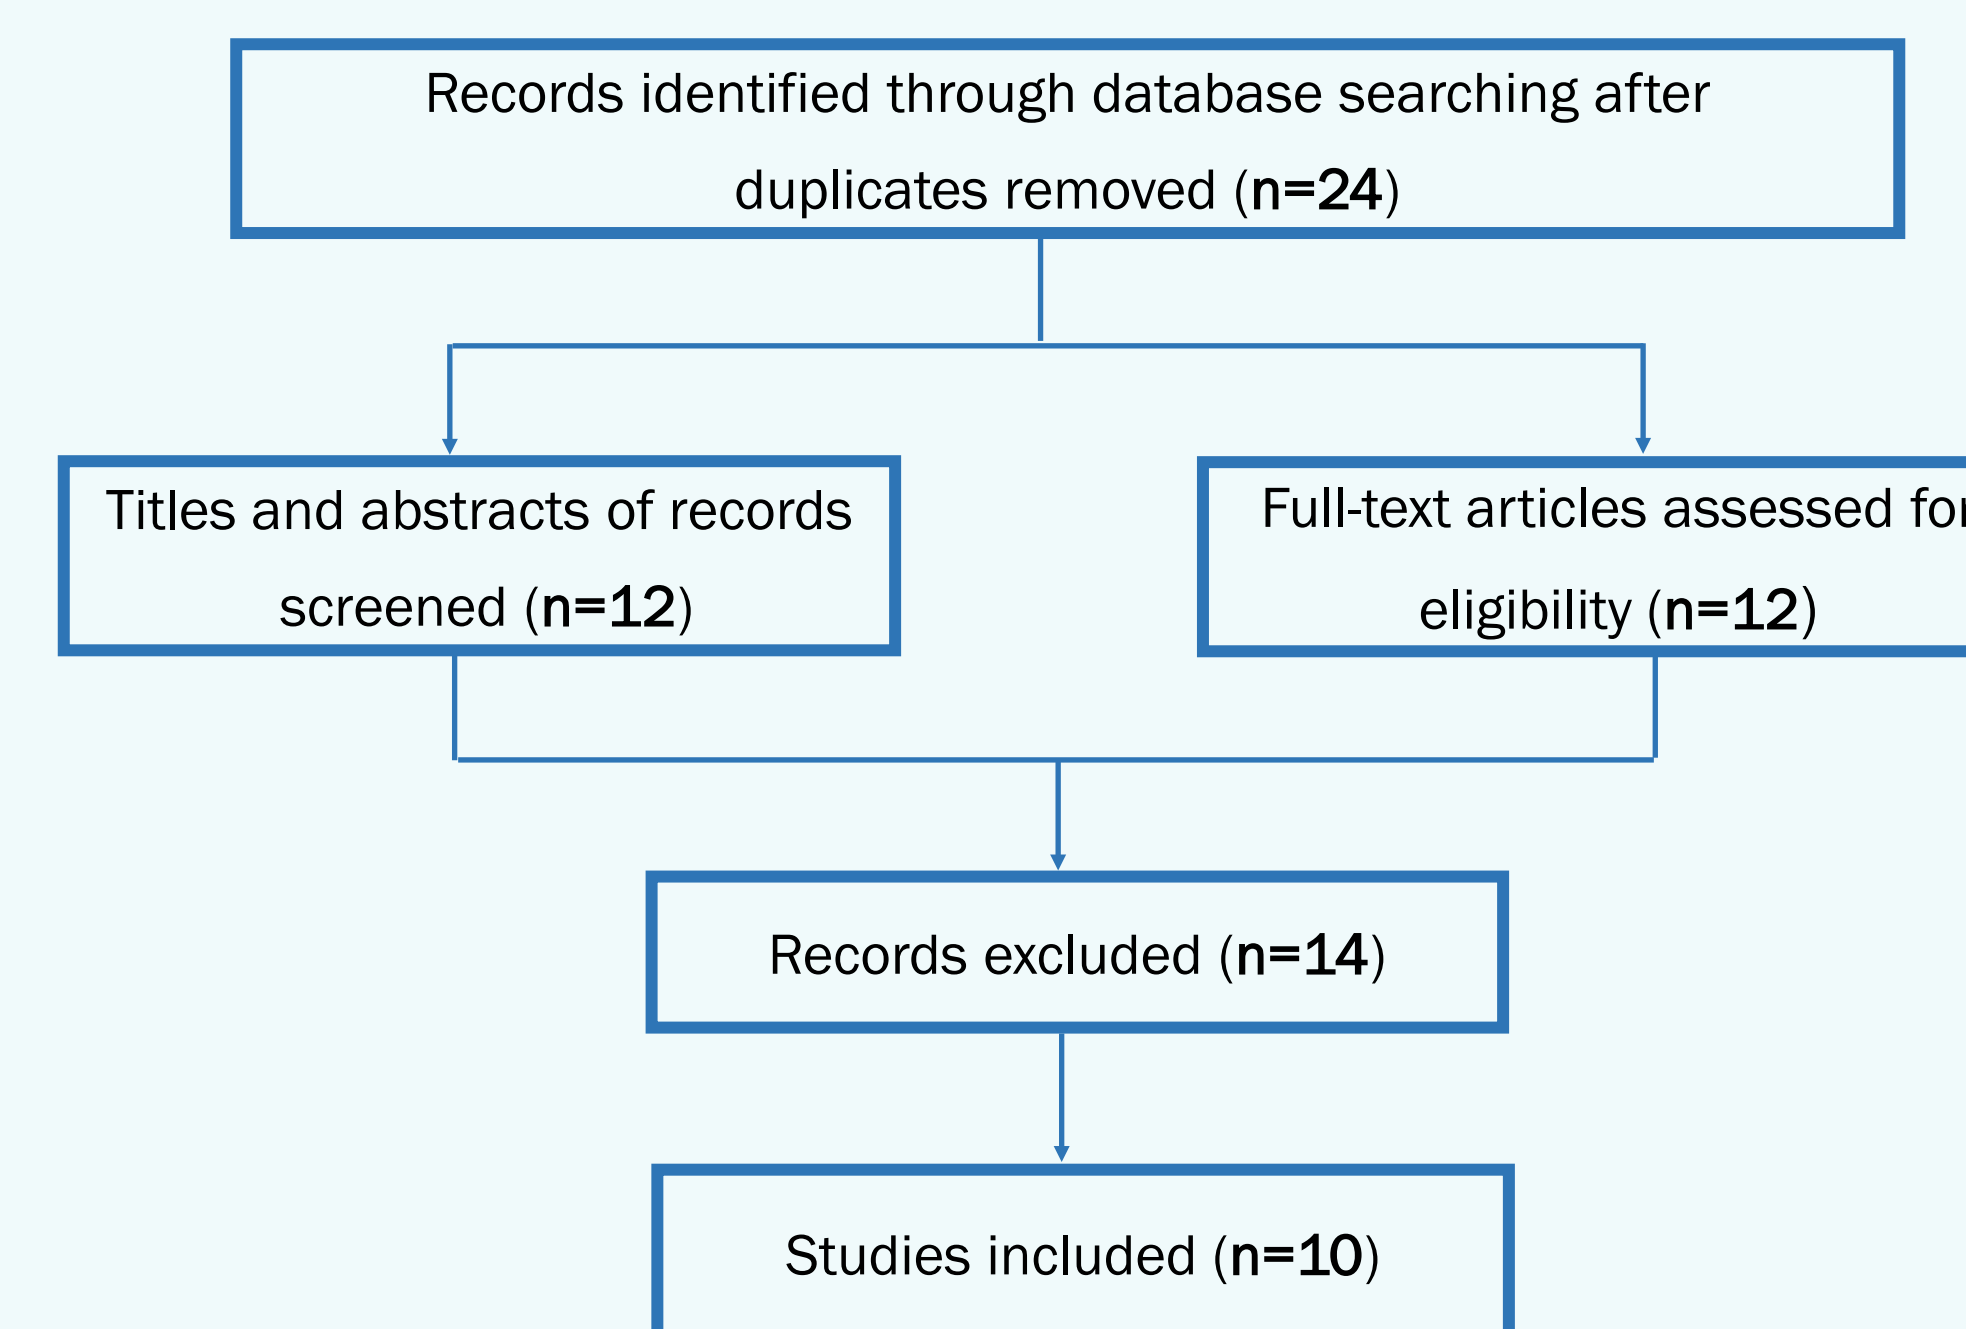 Records identified through database searching after
duplicates removed (n=24)
Titles and abstracts of records
screened (n=12)
Full-text articles assessed for
eligibility (n=12)
Records excluded (n=14)
Studies included (n=10)